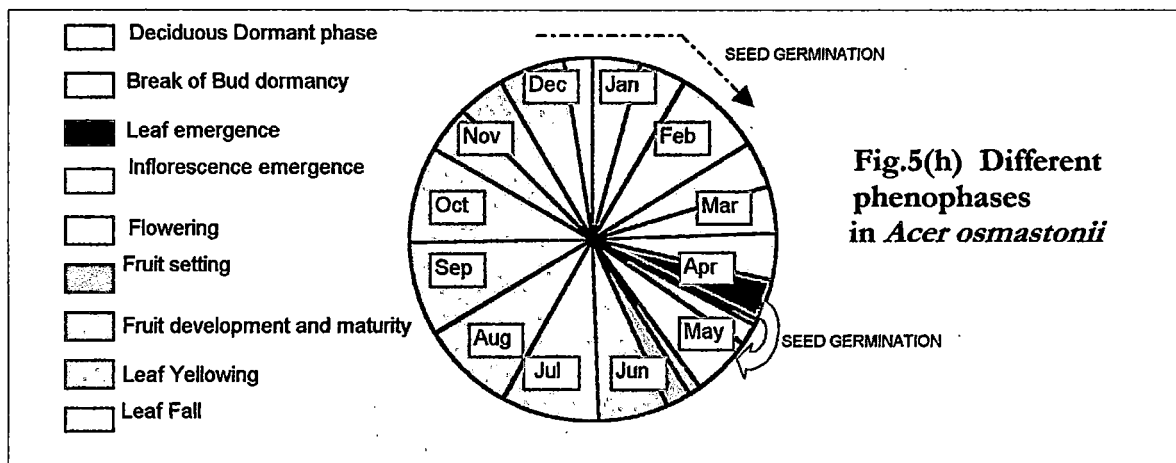 Deciduous Dormant phase
Break of Bud dormancy
Leaf emergence
Inflorescence emergence
Flowering
Fruit setting
Fruit development and maturity
Leaf Yellowing
Leaf Fall
SEED GERMINATION
Dec
Jan
Nov
Feb
Oct
Mar
Sep
Apr
Aug
May
Jul
Jun
SEED GERMINATION
Fig.5(h) Different
phenophases
in Acer osmastonii